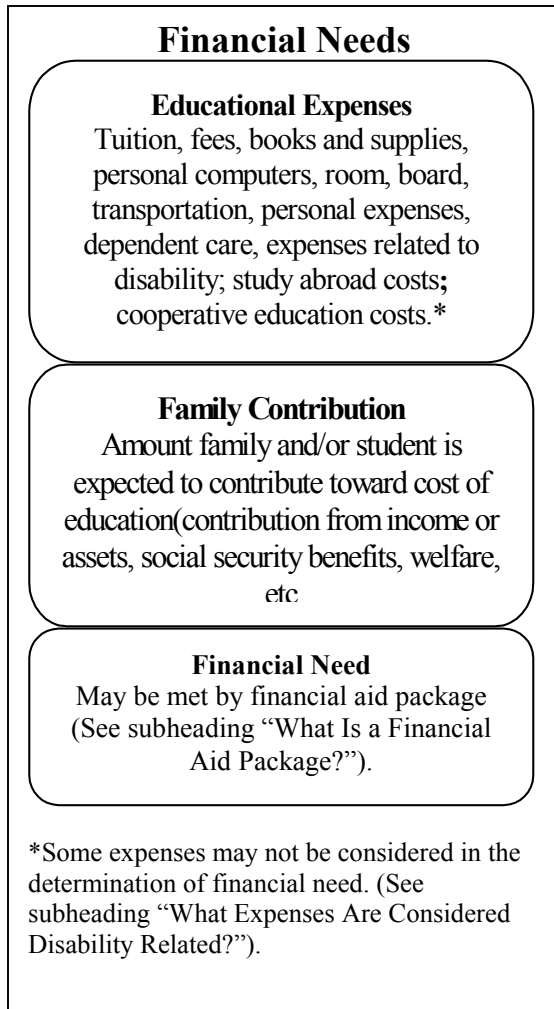 Financial Needs
Educational Expenses
Tuition, fees, books and supplies,
personal computers, room, board,
transportation, personal expenses,
dependent care, expenses related to
disability; study abroad costs;
cooperative education costs.*
Family Contribution
Amount family and/or student is
expected to contribute toward cost of
education(contribution from income or
assets, social security benefits, welfare,
etc
Financial Need
May be met by financial aid package
(See subheading “What Is a Financial
Aid Package?”).
*Some expenses may not be considered in the
determination of financial need. (See
subheading “What Expenses Are Considered
Disability Related?”).